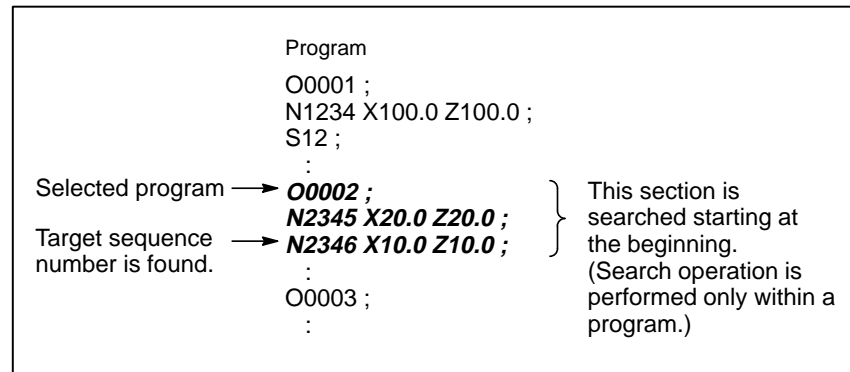 Program
O0001 ;
N1234 X100.0 Z100.0 ;
S12 ;
:
Selected program
O0002 ;
N2345 X20.0 Z20.0 ;
Target sequence
number is found.
N2346 X10.0 Z10.0 ;
:
O0003 ;
:
This section is
searched starting at
the beginning.
(Search operation is
performed only within a
program.)